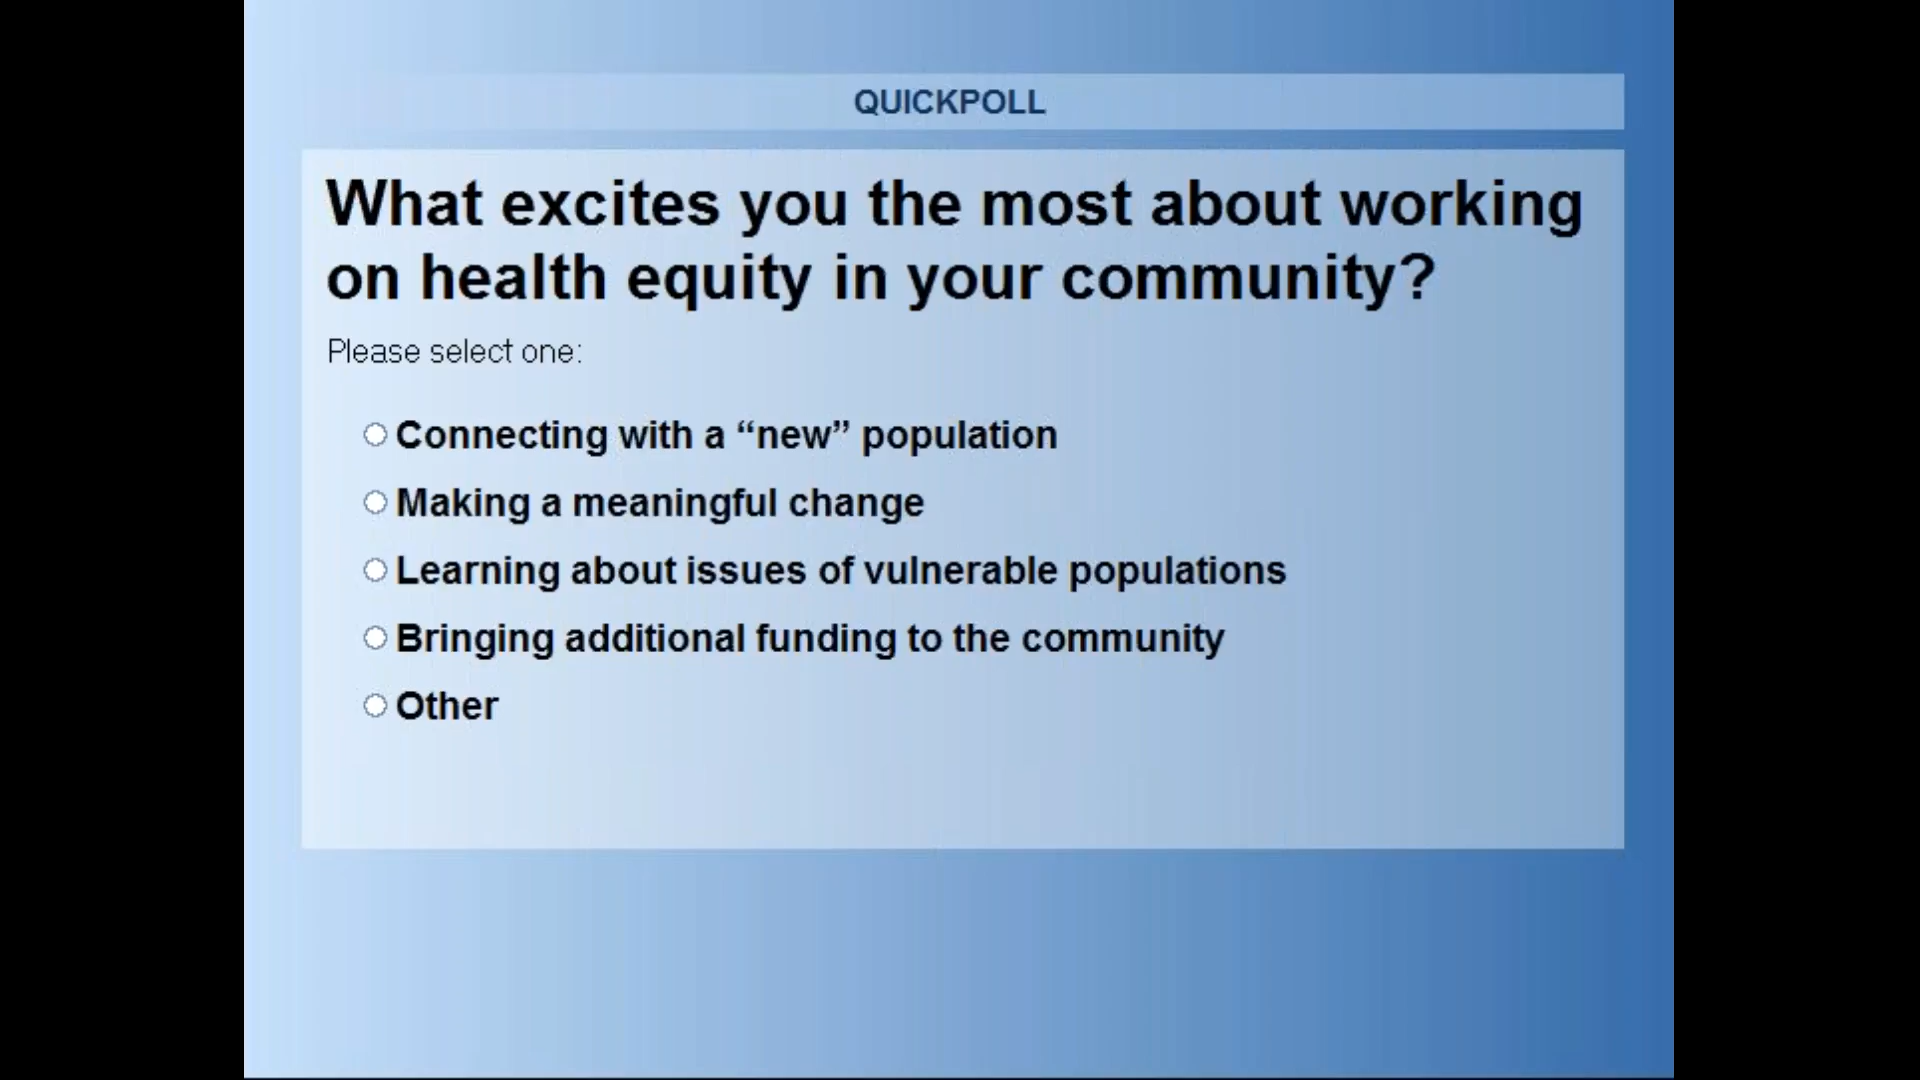 QUICKPOLL
What excites you the most about working
on health equity in your community?
Please select one:
Connecting with a “new” population
Making a meaningful change
Learning about issues of vulnerable populations
Bringing additional funding to the community
Other